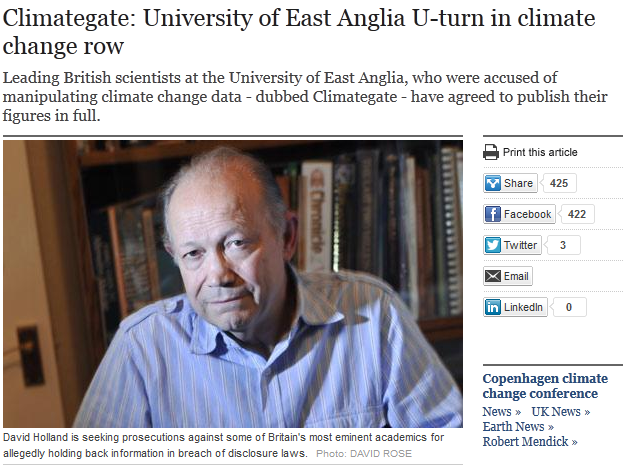 Climategate: University of East Anglia U-turn in climate
change row
Leading British scientists at the University of East Anglia, who were accused of
manipulating climate change data - dubbed Climategate - have agreed to publish their
figures in full.
Print this article
Share 425
Facebook 422
Twitter 3
Email
LinkedIn 0
Copenhagen climate
change conference
News » UK News »
Earth News »
Robert Mendick »
Chronicle
David Holland is seeking prosecutions against some of Britain's most eminent academics for
allegedly holding back information in breach of disclosure laws. Photo: DAVID ROSE